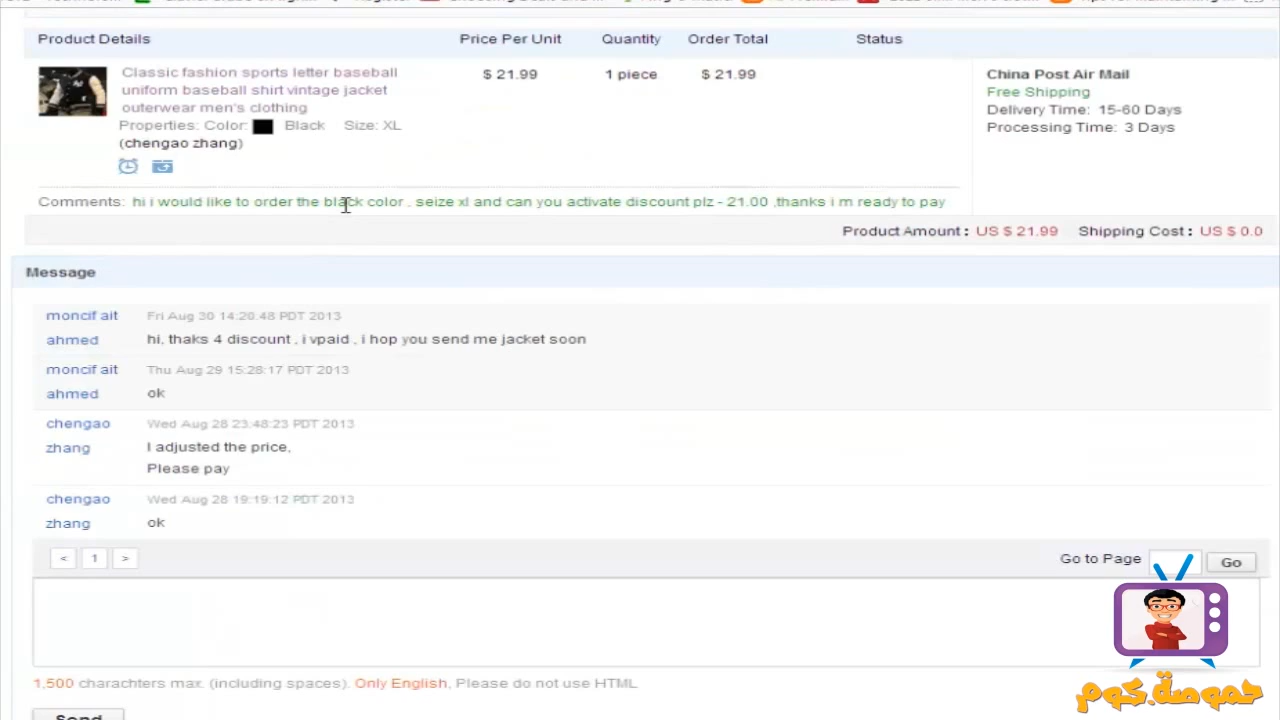 Product Details Price Per Unit Quantity Order Total Status
Classic fashion sports letter baseball
uniform baseball shirt vintage jacket
outerwear men's clothing
Properties: Color: Black Size: XL
(chengao zhang)
$ 21.99 1 piece $ 21.99
China Post Air Mail
Free Shipping
Delivery Time: 15-60 Days
Processing Time: 3 Days
Comments: hi i would like to order the black color . seize xl and can you activate discount plz - 21.00 ,thanks i m ready to pay
Product Amount: US $ 21.99 Shipping Cost: US $ 0.0
Message
moncif ait ahmed
Fri Aug 30 14:20:48 PDT 2013
hi, thaks 4 discount , i vpaid , i hop you send me jacket soon
moncif ait ahmed
Thu Aug 29 15:28:17 PDT 2013
ok
chengao zhang
Wed Aug 28 23:48:23 PDT 2013
I adjusted the price,
Please pay
chengao zhang
Wed Aug 28 19:19:12 PDT 2013
ok
< 1 > Go to Page Go
1,500 charachters max. (including spaces). Only English, Please do not use HTML
Send
حموصة.كوم